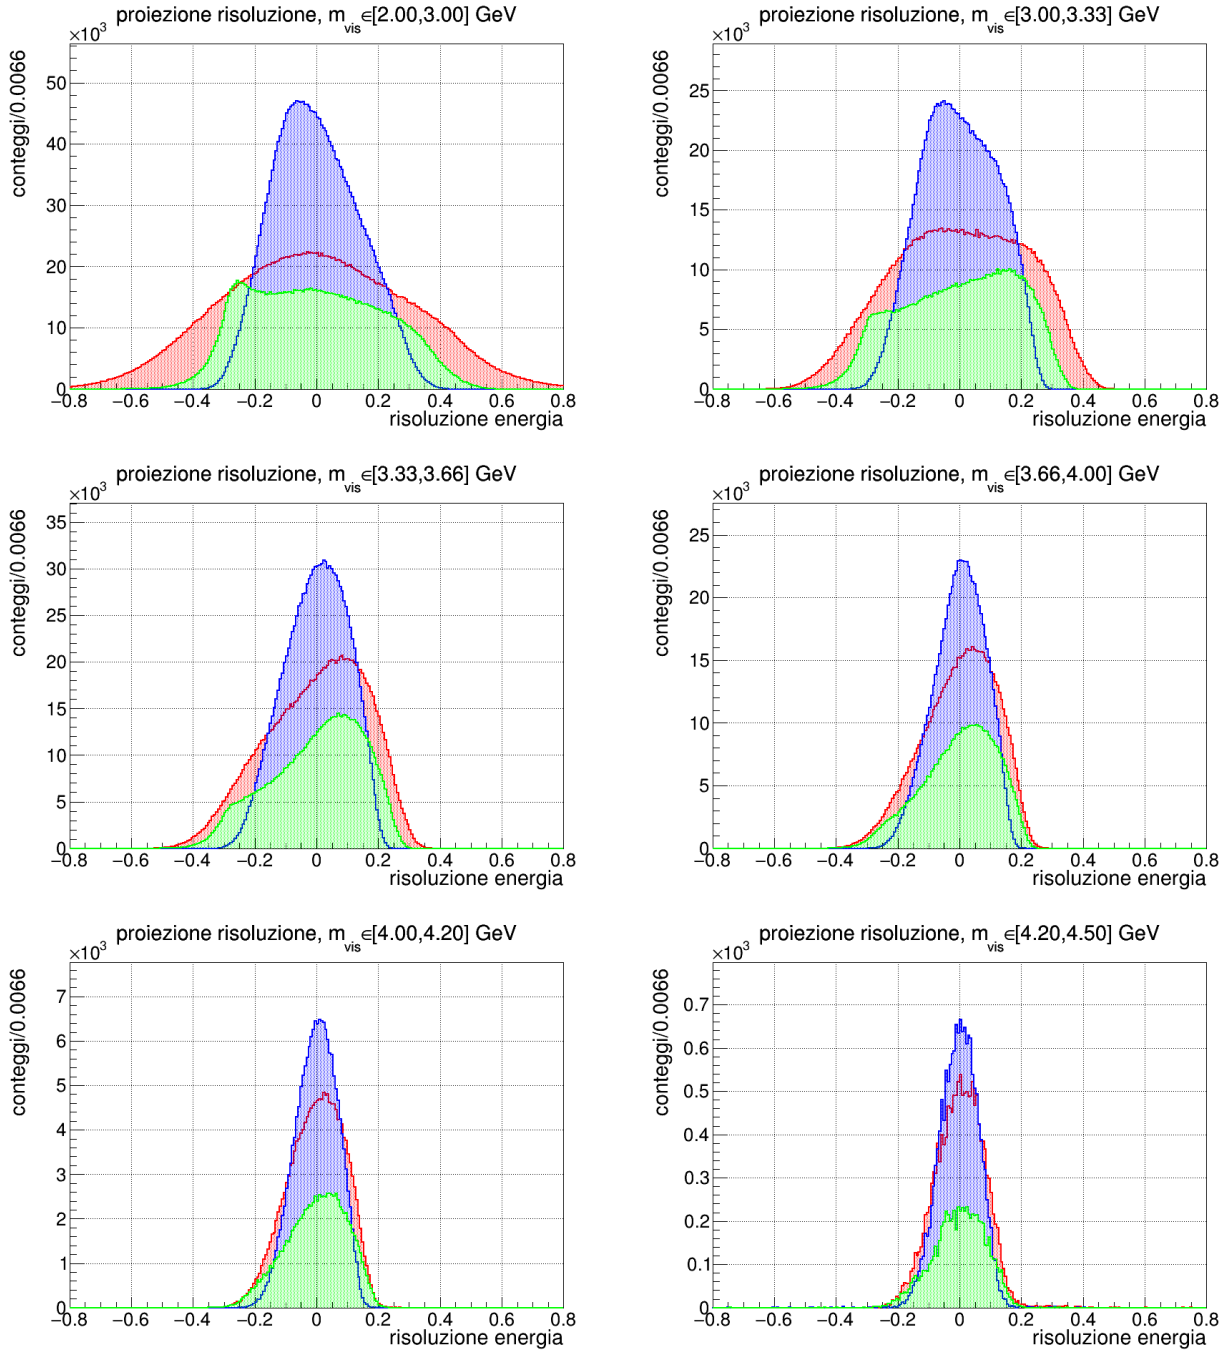 proiezione risoluzione, m_vis∈[2.00,3.00] GeV
×10³
conteggi/0.0066
50
40
30
20
10
0
−0.8 −0.6 −0.4 −0.2 0 0.2 0.4 0.6 0.8
risoluzione energia
proiezione risoluzione, m_vis∈[3.00,3.33] GeV
×10³
conteggi/0.0066
25
20
15
10
5
0
−0.8 −0.6 −0.4 −0.2 0 0.2 0.4 0.6 0.8
risoluzione energia
proiezione risoluzione, m_vis∈[3.33,3.66] GeV
×10³
conteggi/0.0066
35
30
25
20
15
10
5
0
−0.8 −0.6 −0.4 −0.2 0 0.2 0.4 0.6 0.8
risoluzione energia
proiezione risoluzione, m_vis∈[3.66,4.00] GeV
×10³
conteggi/0.0066
25
20
15
10
5
0
−0.8 −0.6 −0.4 −0.2 0 0.2 0.4 0.6 0.8
risoluzione energia
proiezione risoluzione, m_vis∈[4.00,4.20] GeV
×10³
conteggi/0.0066
7
6
5
4
3
2
1
0
−0.8 −0.6 −0.4 −0.2 0 0.2 0.4 0.6 0.8
risoluzione energia
proiezione risoluzione, m_vis∈[4.20,4.50] GeV
×10³
conteggi/0.0066
0.7
0.6
0.5
0.4
0.3
0.2
0.1
0
−0.8 −0.6 −0.4 −0.2 0 0.2 0.4 0.6 0.8
risoluzione energia